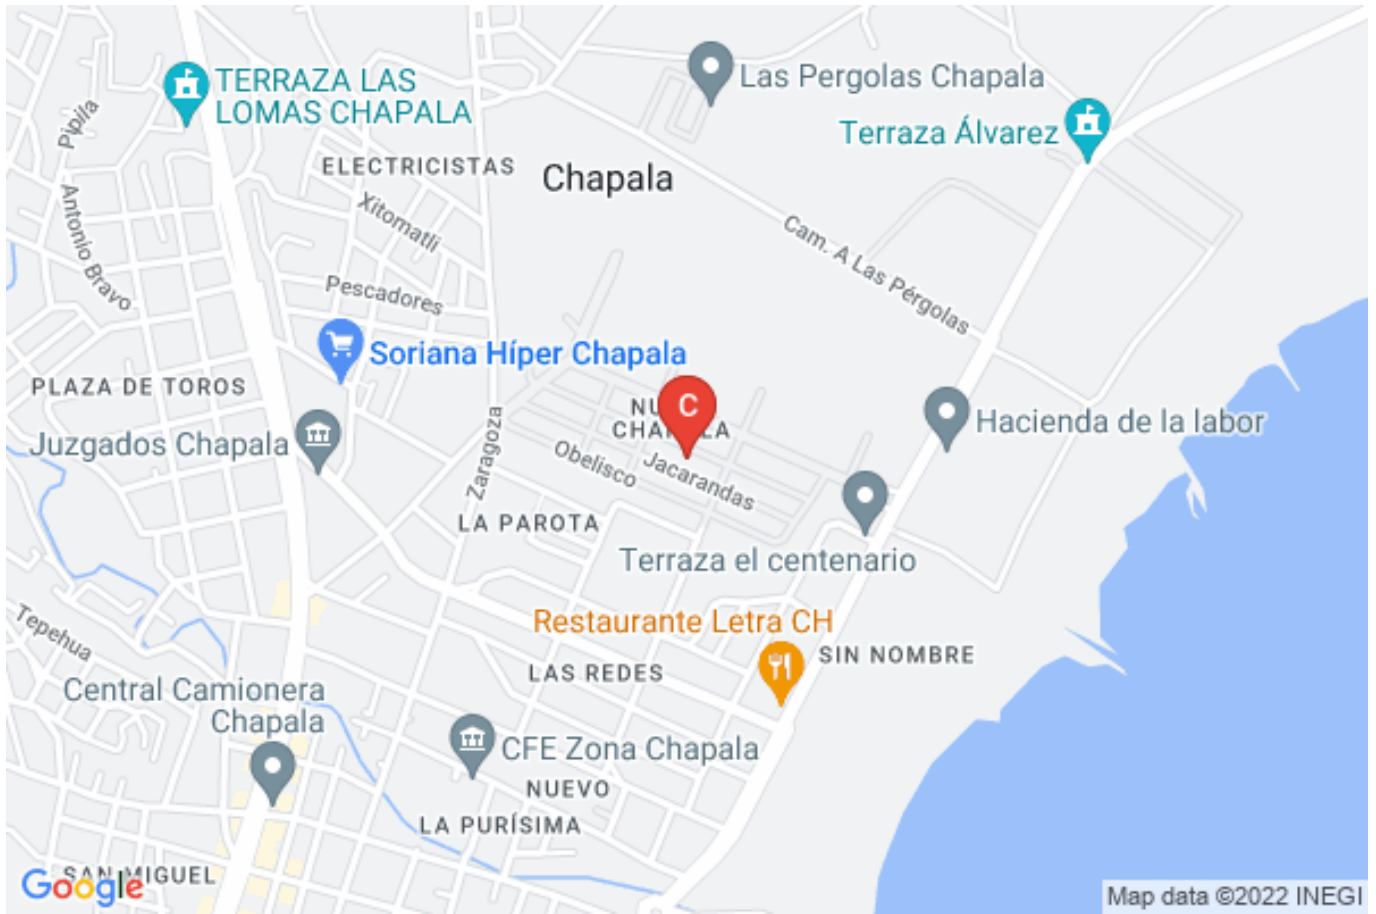 Las Pergolas Chapala
TERRAZA LAS
LOMAS CHAPALA
Pipila
Terraza Álvarez
ELECTRICISTAS
Chapala
Xitomatli
Antonio Bravo
Cam. A Las Pérgolas
Pescadores
Soriana Híper Chapala
PLAZA DE TOROS
C
Hacienda de la labor
Juzgados Chapala
Zaragoza
Obelisco
Jacarandas
LA PAROTA
Terraza el centenario
Restaurante Letra CH
Tepehua
SIN NOMBRE
LAS REDES
Central Camionera
Chapala
CFE Zona Chapala
NUEVO
LA PURÍSIMA
SAN MIGUEL
Google
Map data ©2022 INEGI